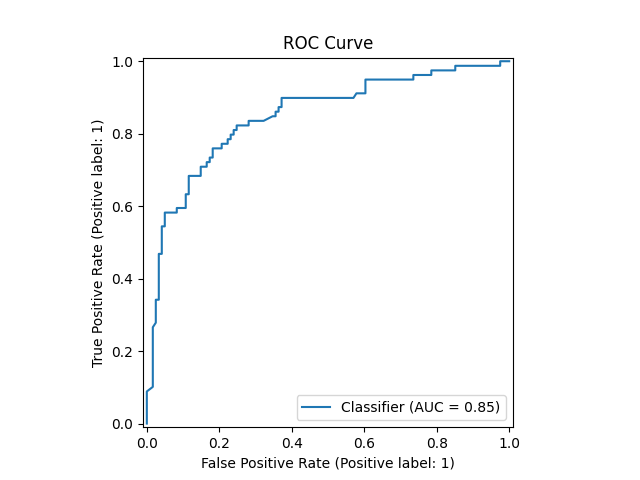 ROC Curve
True Positive Rate (Positive label: 1)
1.0
0.8
0.6
0.4
0.2
0.0
Classifier (AUC = 0.85)
0.0 0.2 0.4 0.6 0.8 1.0
False Positive Rate (Positive label: 1)